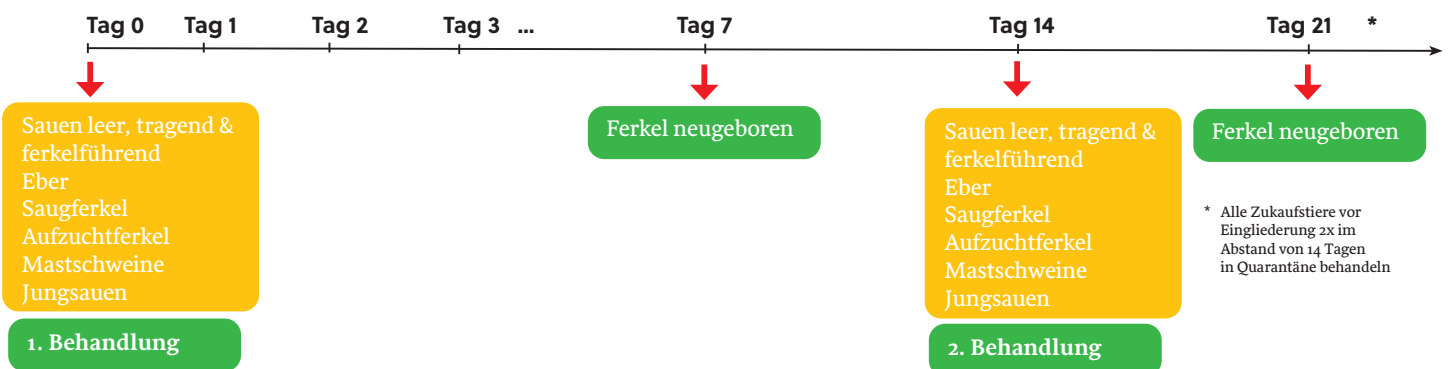 Tag 0 Tag 1 Tag 2 Tag 3 ... Tag 7 Tag 14 Tag 21 *
Sauen leer, tragend &
ferkelführend
Eber
Saugferkel
Aufzuchtferkel
Mastschweine
Jungsauen
1. Behandlung
Ferkel neugeboren
Sauen leer, tragend &
ferkelführend
Eber
Saugferkel
Aufzuchtferkel
Mastschweine
Jungsauen
2. Behandlung
Ferkel neugeboren
* Alle Zukaufstiere vor
Eingliederung 2x im
Abstand von 14 Tagen
in Quarantäne behandeln